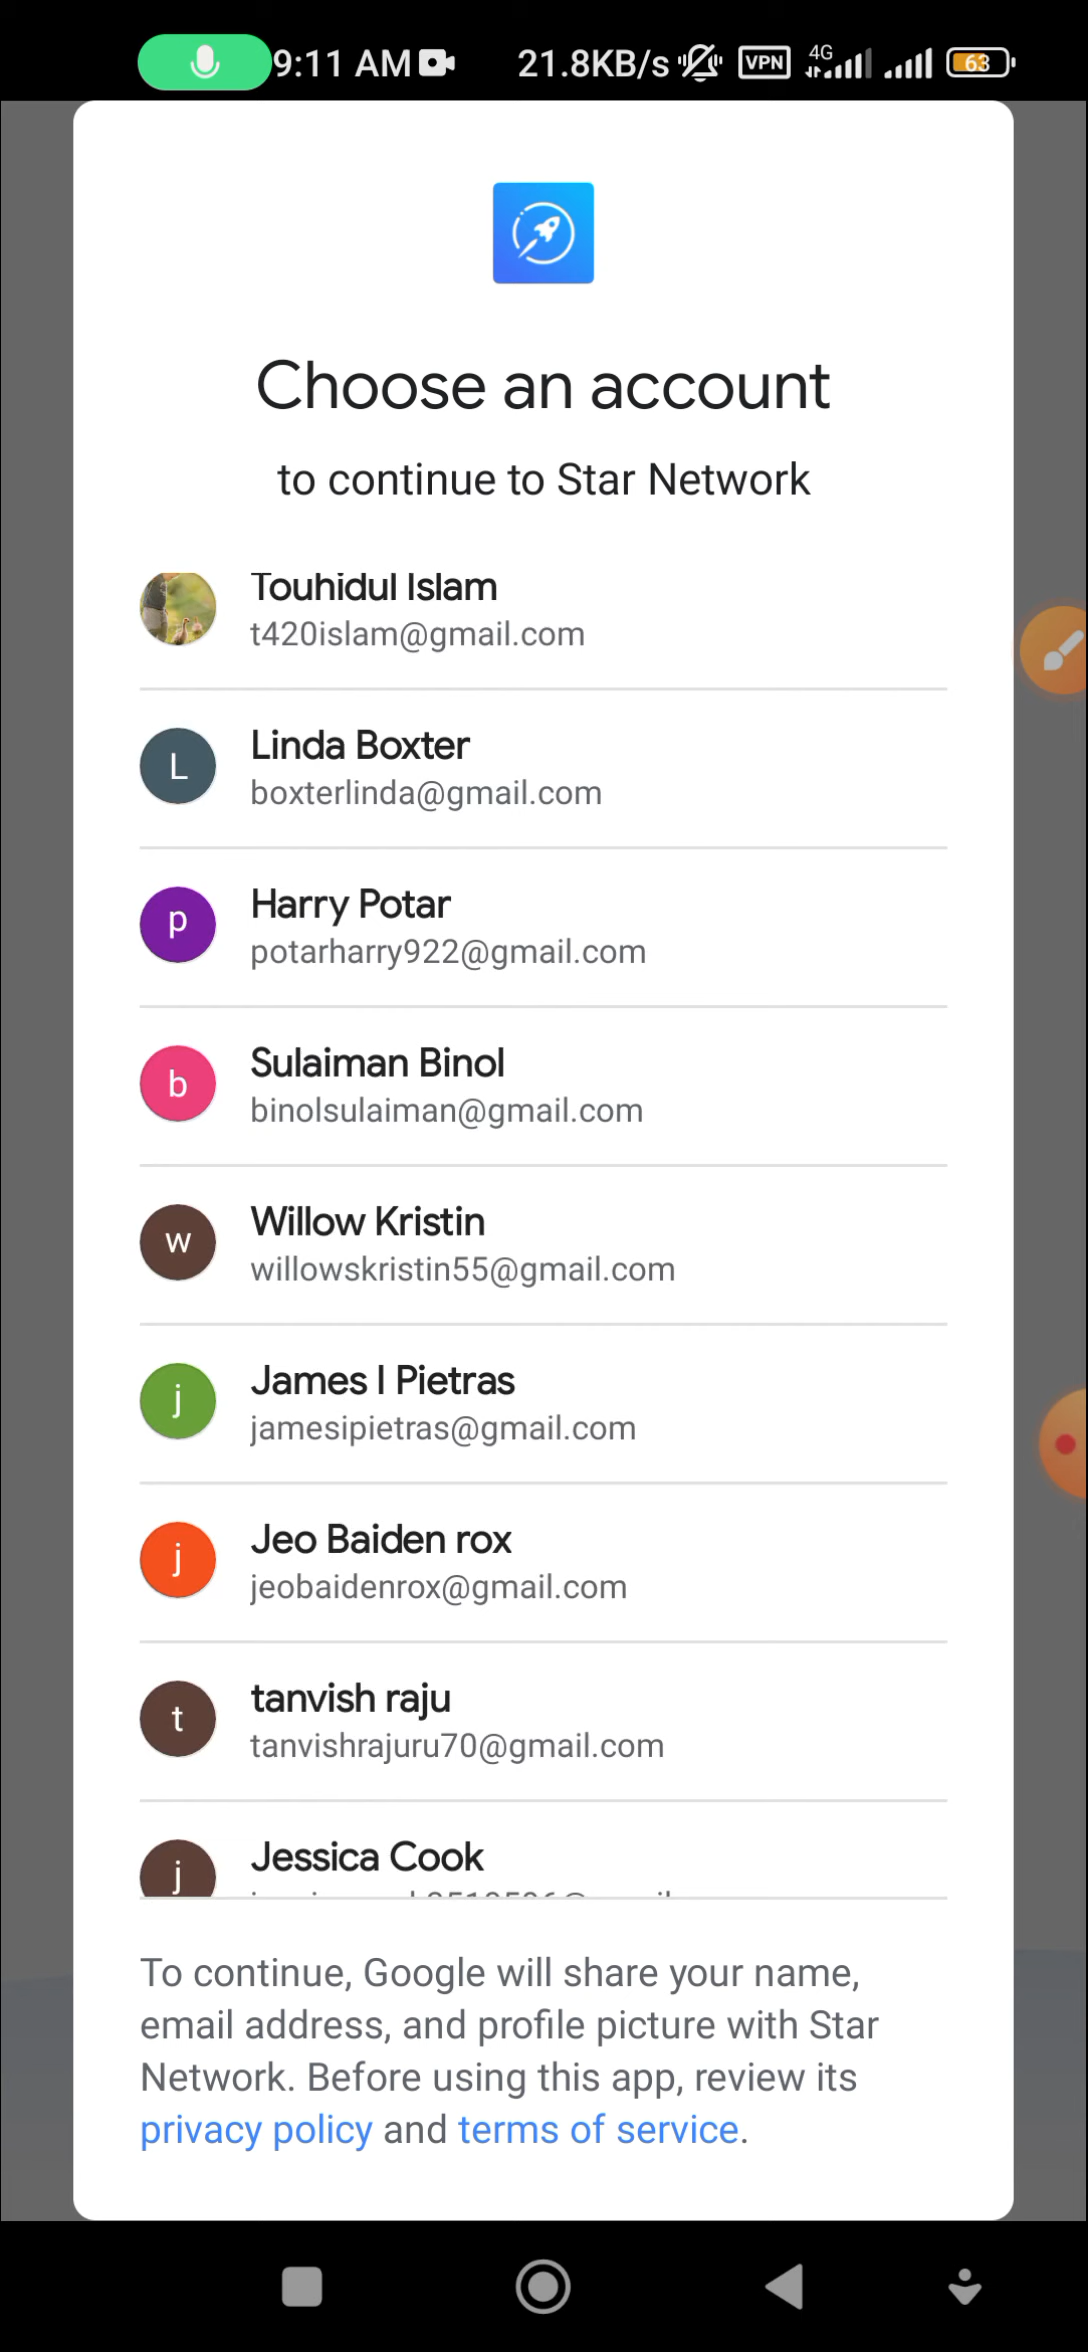 9:11 AM 21.8KB/s VPN 4G 63
Choose an account
to continue to Star Network
Touhidul Islam
t420islam@gmail.com
L
Linda Boxter
boxterlinda@gmail.com
p
Harry Potar
potarharry922@gmail.com
b
Sulaiman Binol
binolsulaiman@gmail.com
w
Willow Kristin
willowskristin55@gmail.com
j
James I Pietras
jamesipietras@gmail.com
j
Jeo Baiden rox
jeobaidenrox@gmail.com
t
tanvish raju
tanvishrajuru70@gmail.com
j
Jessica Cook
To continue, Google will share your name,
email address, and profile picture with Star
Network. Before using this app, review its
privacy policy and terms of service.